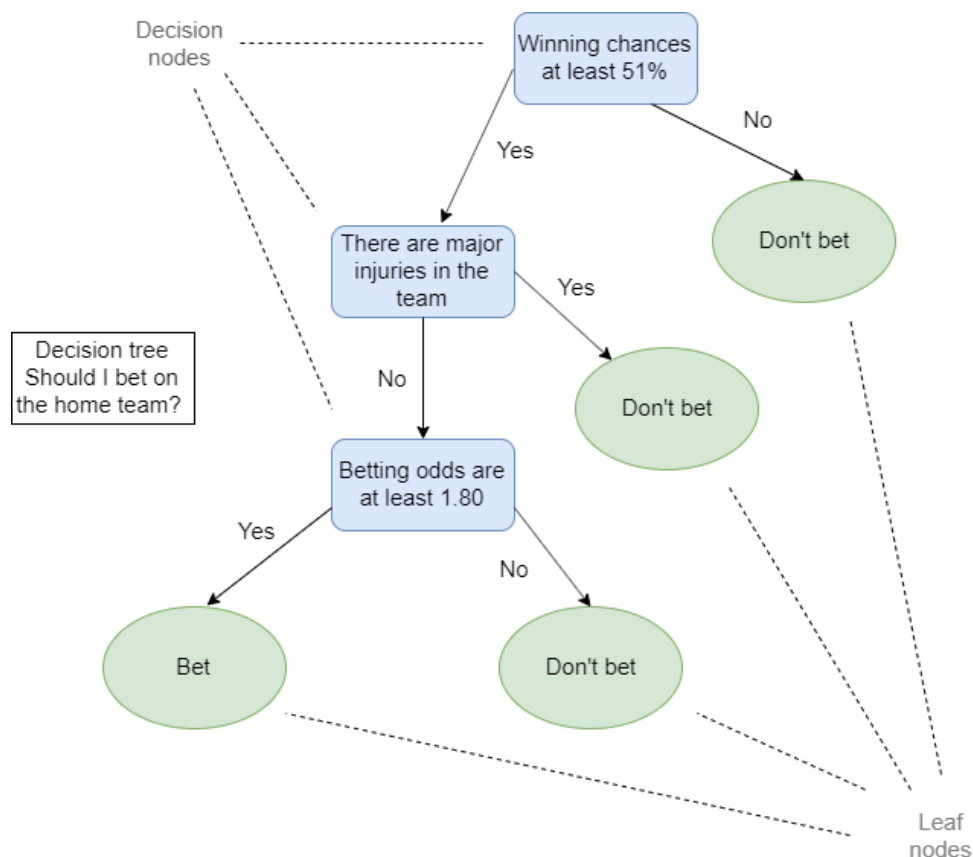 Decision
nodes
Winning chances
at least 51%
No
Yes
Don't bet
There are major
injuries in the
team
Yes
Decision tree
Should I bet on
the home team?
No
Don't bet
Betting odds are
at least 1.80
Yes
No
Bet
Don't bet
Leaf
nodes